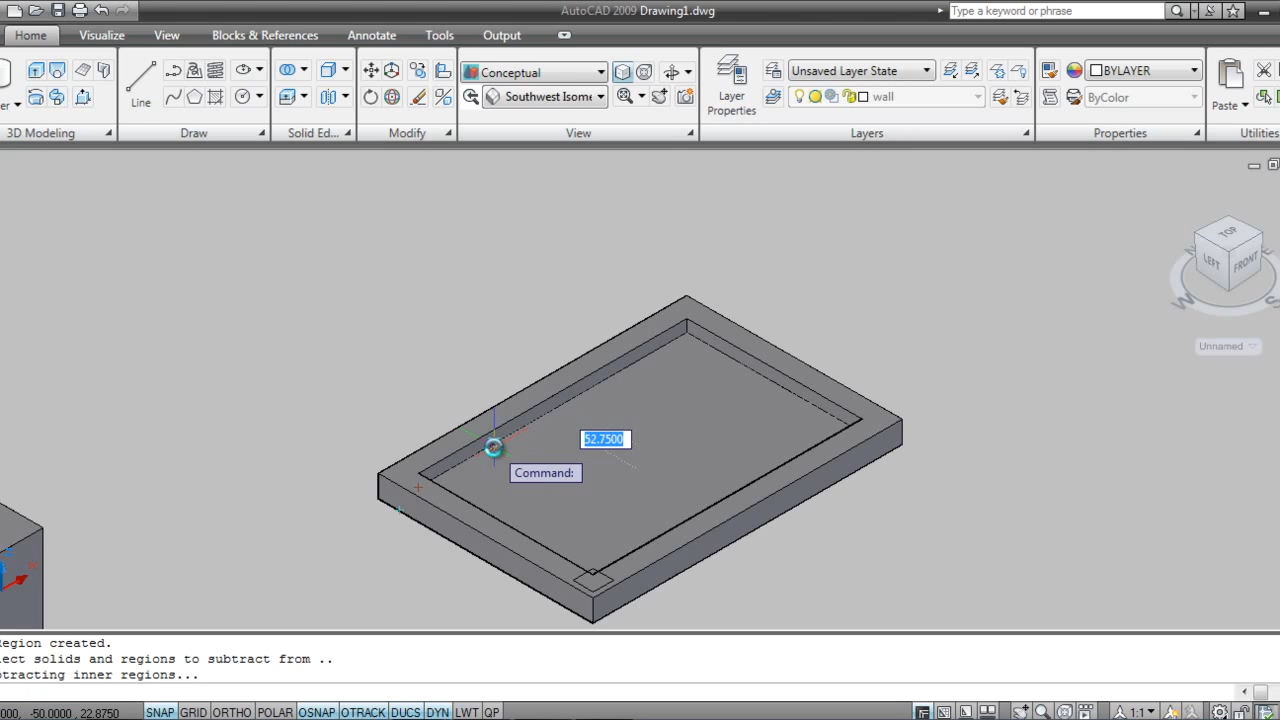 AutoCAD 2009 Drawing1.dwg
Type a keyword or phrase
Home Visualize View Blocks & References Annotate Tools Output
Conceptual Unsaved Layer State BYLAYER
Line Southwest Isome Layer Properties wall ByColor Paste
3D Modeling Draw Solid Ed... Modify View Layers Properties Utilities
TOP
LEFT FRONT
W S
Unnamed
52.7500
Command:
Region created.
ect solids and regions to subtract from ..
otracting inner regions...
000, -50.0000, 22.8750 SNAP GRID ORTHO POLAR OSNAP OTRACK DUCS DYN LWT QP 1:1